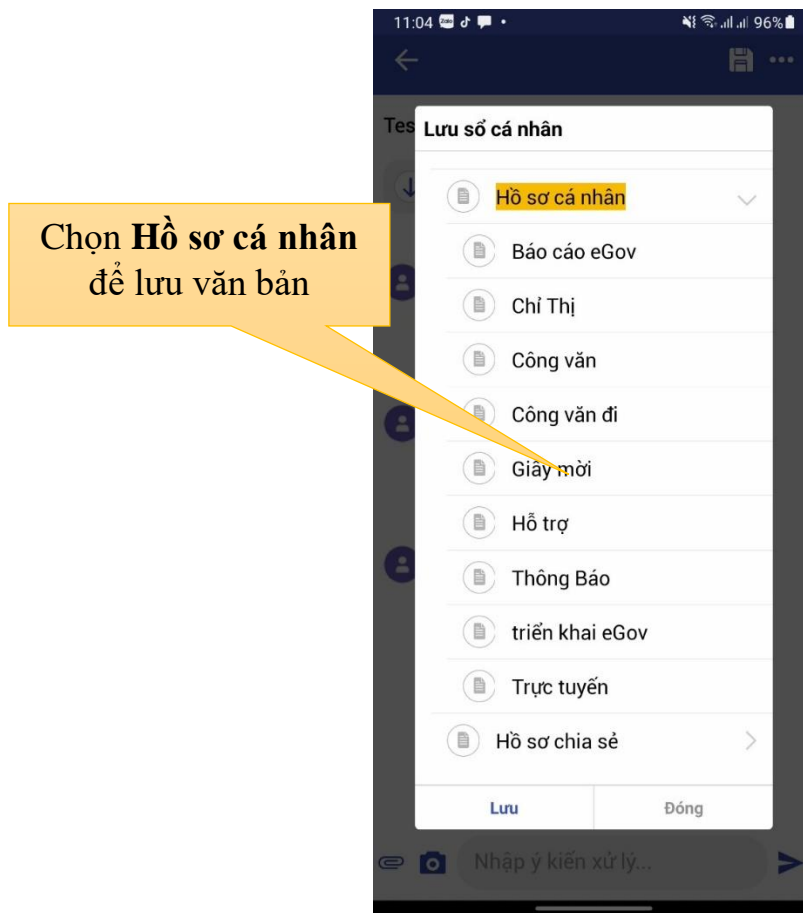 11:04
96%
Tes
Lưu sổ cá nhân
Hồ sơ cá nhân
Chọn Hồ sơ cá nhân
để lưu văn bản
Báo cáo eGov
Chỉ Thị
Công văn
Công văn đi
Giấy mời
Hỗ trợ
Thông Báo
triển khai eGov
Trực tuyến
Hồ sơ chia sẻ
Lưu
Đóng
Nhập ý kiến xử lý...